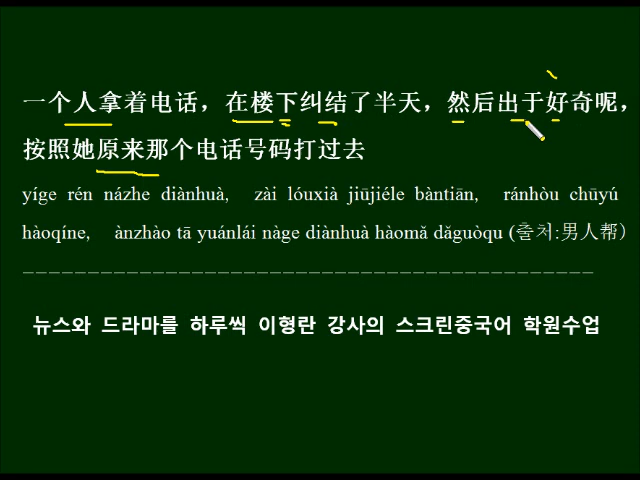 一个人拿着电话，在楼下纠结了半天，然后出于好奇呢，
按照她原来那个电话号码打过去
yíge rén názhe diànhuà, zài lóuxià jiūjiéle bàntiān, ránhòu chūyú
hàoqíne, ànzhào tā yuánlái nàge diànhuà hàomǎ dǎguòqu (출처:男人帮)
뉴스와 드라마를 하루씩 이형란 강사의 스크린중국어 학원수업